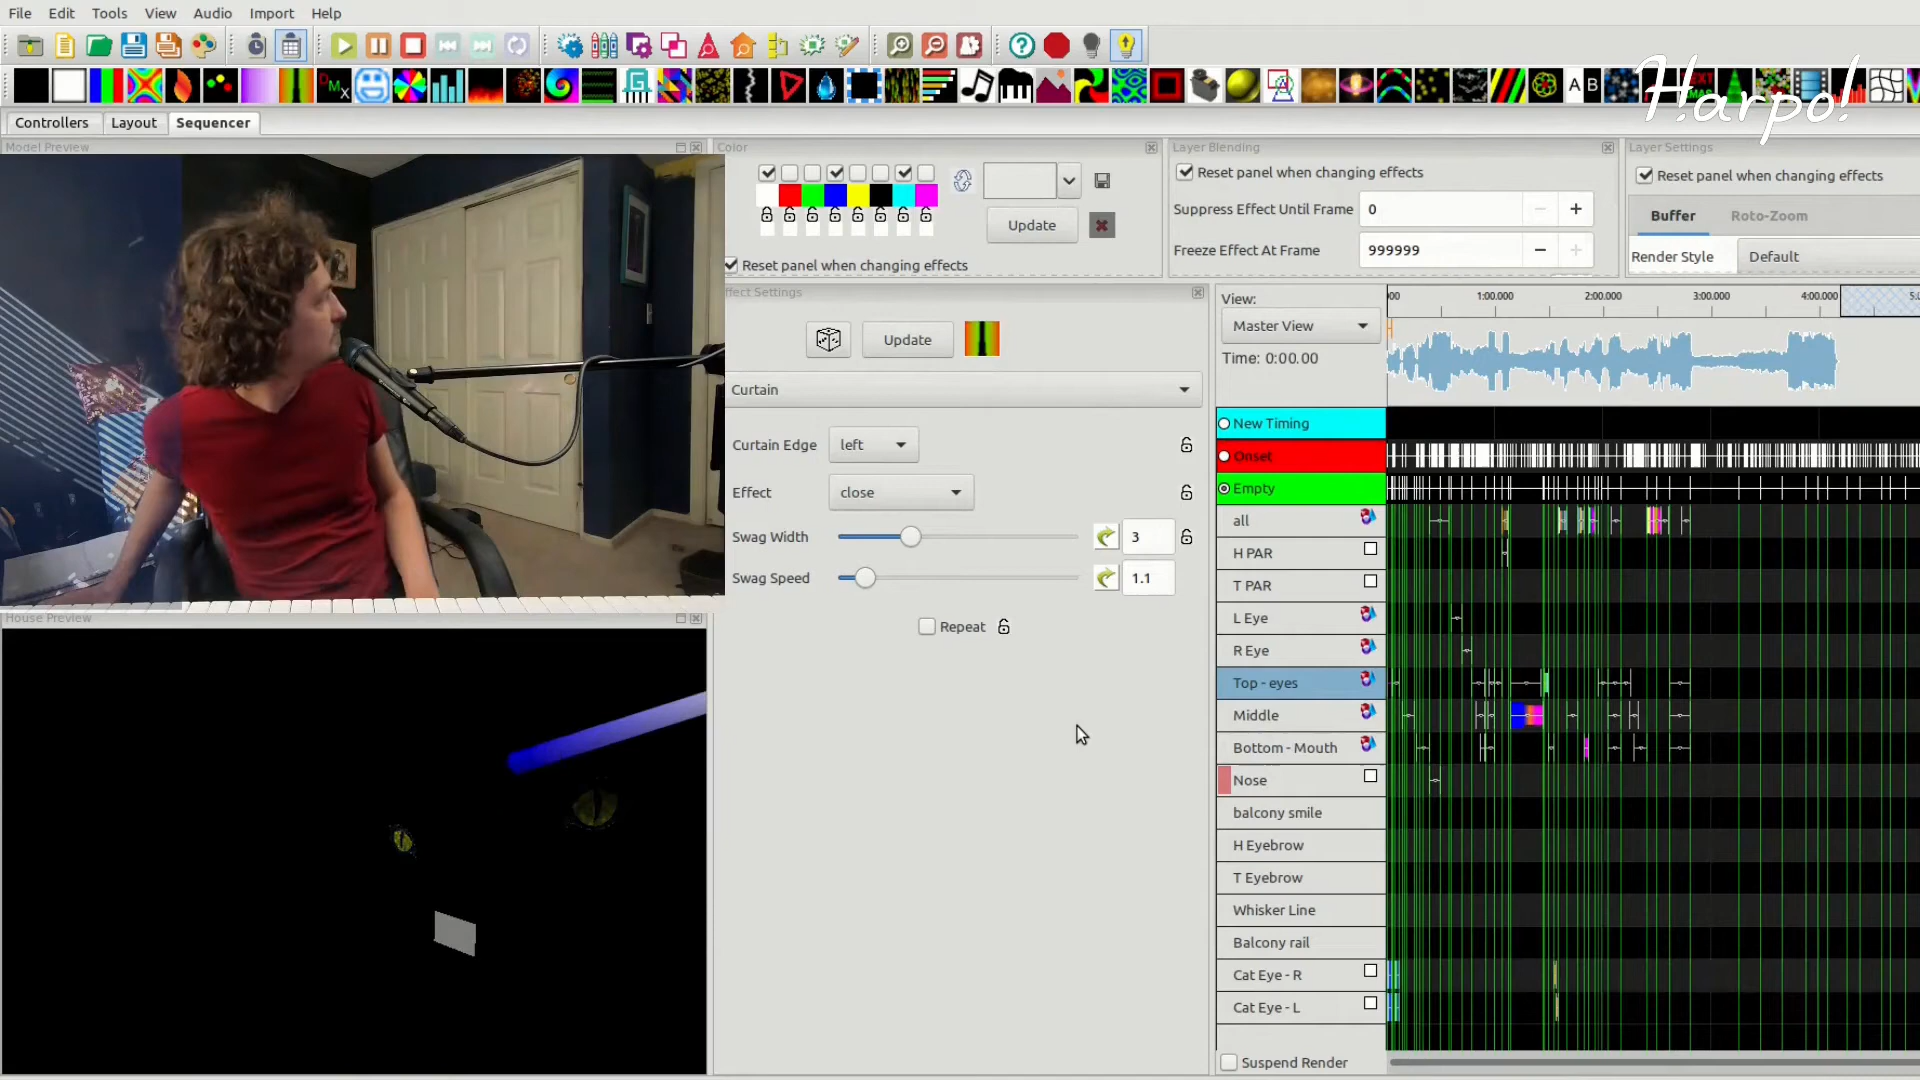 File Edit Tools View Audio Import Help
DMX
A B
Harpo!
Controllers Layout Sequencer
Model Preview
Color
Layer Blending
Layer Settings
Reset panel when changing effects
Reset panel when changing effects
Suppress Effect Until Frame 0
Buffer Roto-Zoom
Update
Freeze Effect At Frame 999999
Render Style Default
Reset panel when changing effects
ffect Settings
View:
Master View
Time: 0:00.00
1:00.000 2:00.000 3:00.000 4:00.000
Update
Curtain
Curtain Edge left
Effect close
Swag Width 3
Swag Speed 1.1
Repeat
New Timing
Onset
Empty
all
H PAR
T PAR
L Eye
R Eye
Top - eyes
Middle
Bottom - Mouth
Nose
balcony smile
H Eyebrow
T Eyebrow
Whisker Line
Balcony rail
Cat Eye - R
Cat Eye - L
Suspend Render
House Preview